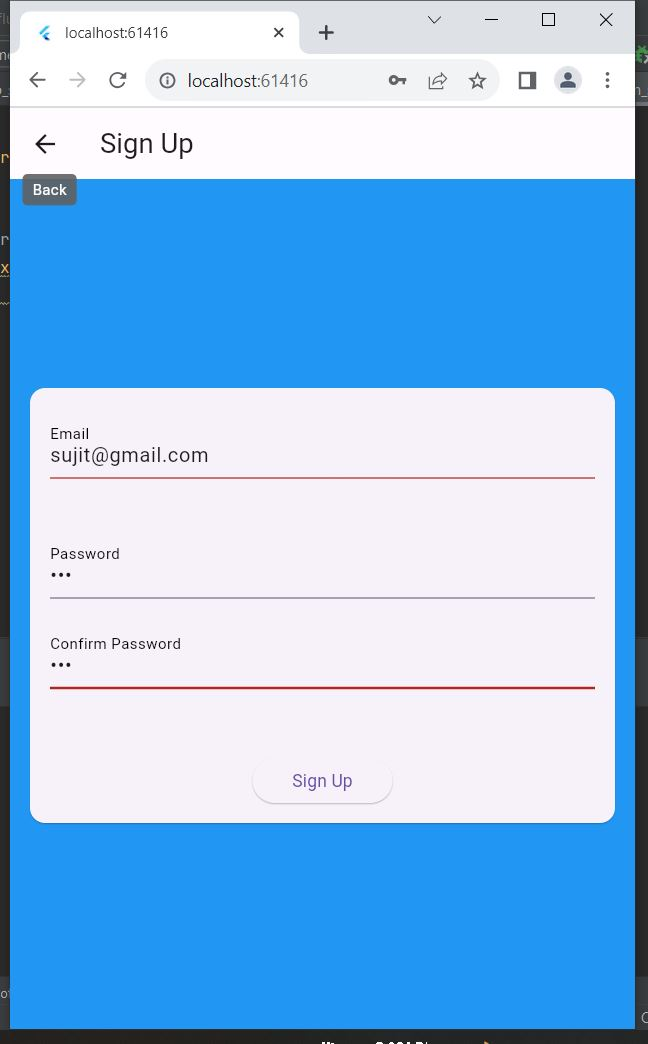 localhost:61416
localhost:61416
Sign Up
Back
Email
sujit@gmail.com
Password
•••
Confirm Password
•••
Sign Up